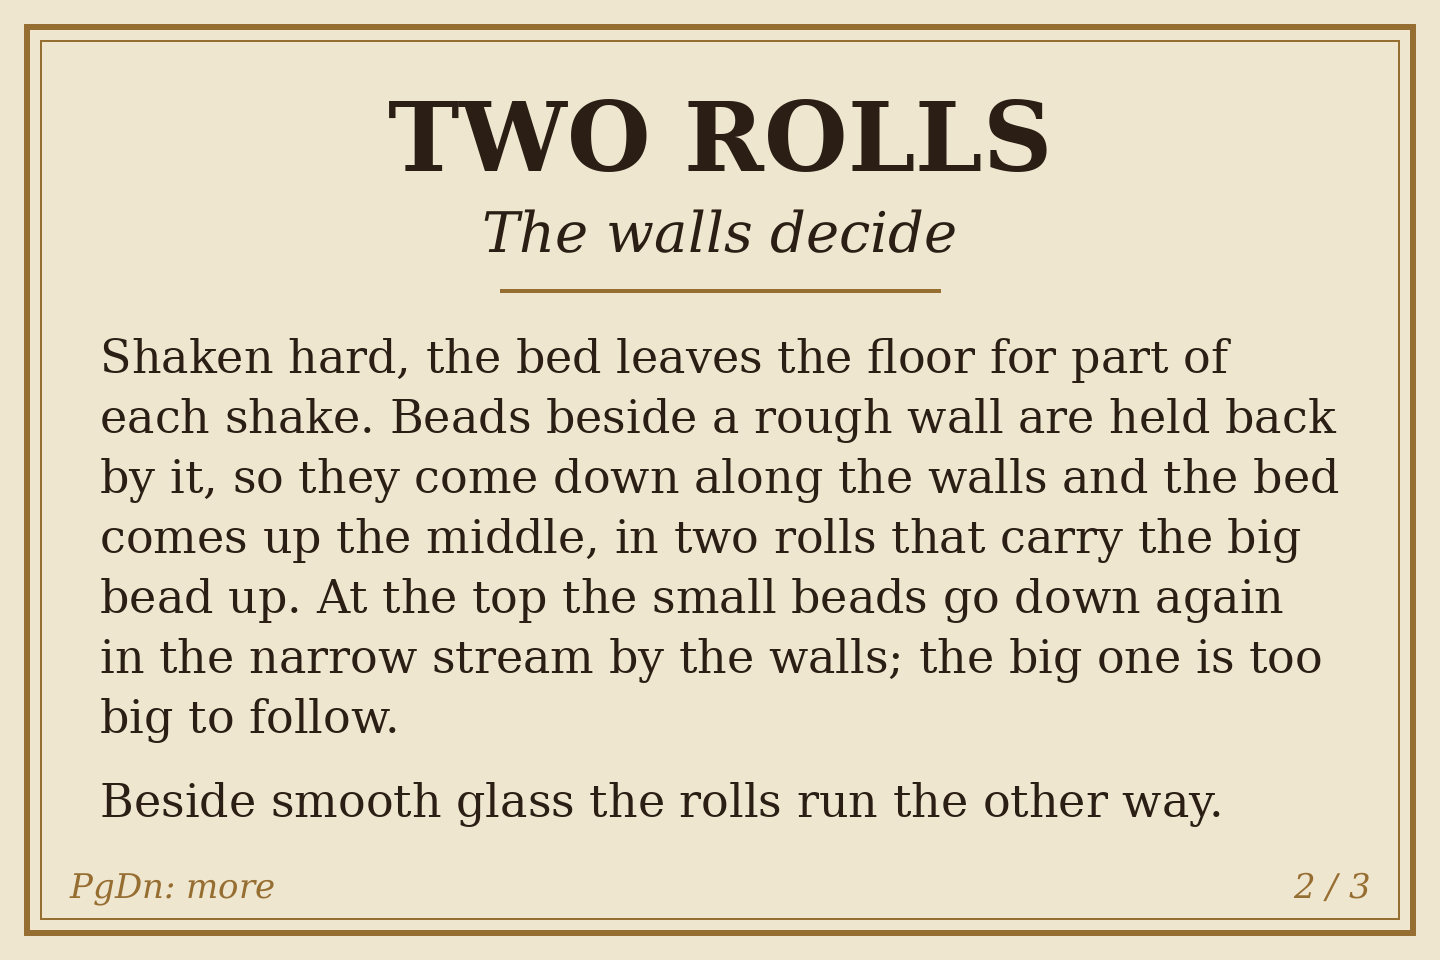 TWO ROLLS
The walls decide
Shaken hard, the bed leaves the floor for part of
each shake. Beads beside a rough wall are held back
by it, so they come down along the walls and the bed
comes up the middle, in two rolls that carry the big
bead up. At the top the small beads go down again
in the narrow stream by the walls; the big one is too
big to follow.
Beside smooth glass the rolls run the other way.
PgDn: more
2 / 3